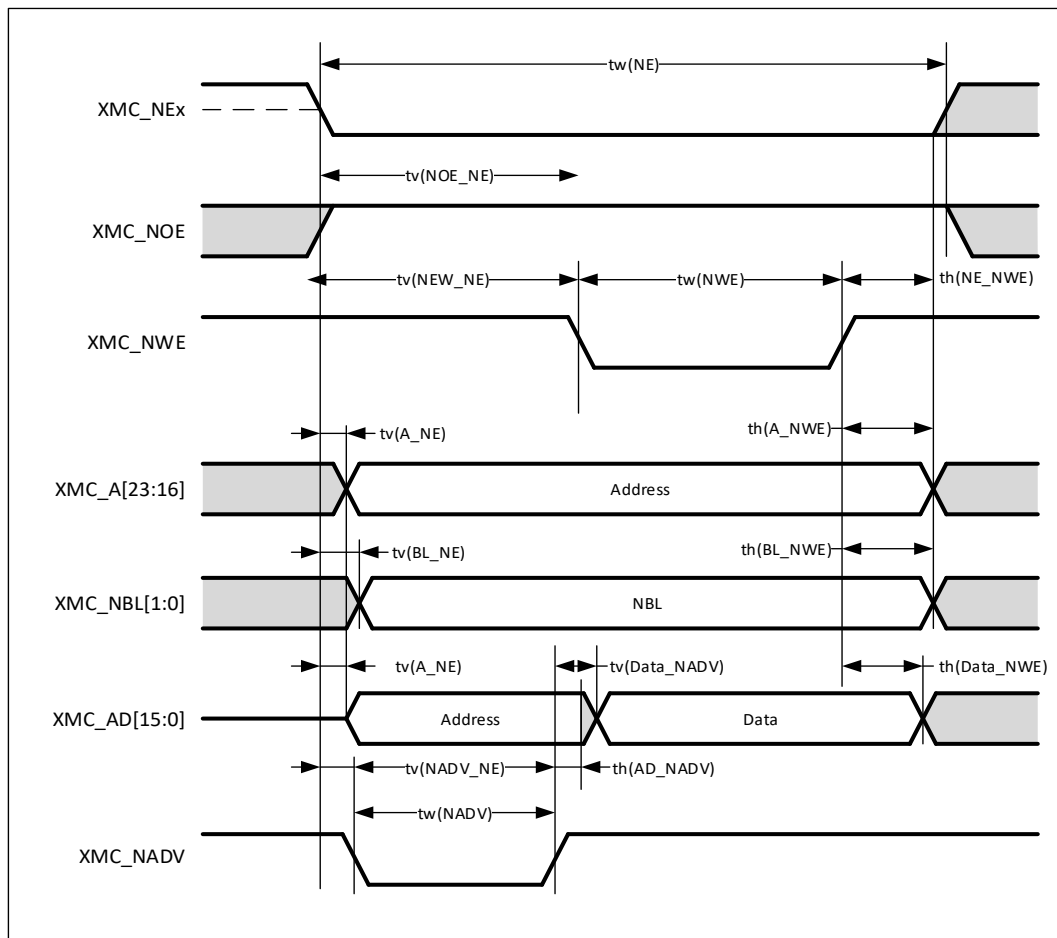 tw(NE)
XMC_NEx
tv(NOE_NE)
XMC_NOE
tv(NEW_NE)
tw(NWE)
th(NE_NWE)
XMC_NWE
tv(A_NE)
th(A_NWE)
XMC_A[23:16]
Address
tv(BL_NE)
th(BL_NWE)
XMC_NBL[1:0]
NBL
tv(A_NE)
tv(Data_NADV)
th(Data_NWE)
XMC_AD[15:0]
Address
Data
tv(NADV_NE)
th(AD_NADV)
tw(NADV)
XMC_NADV